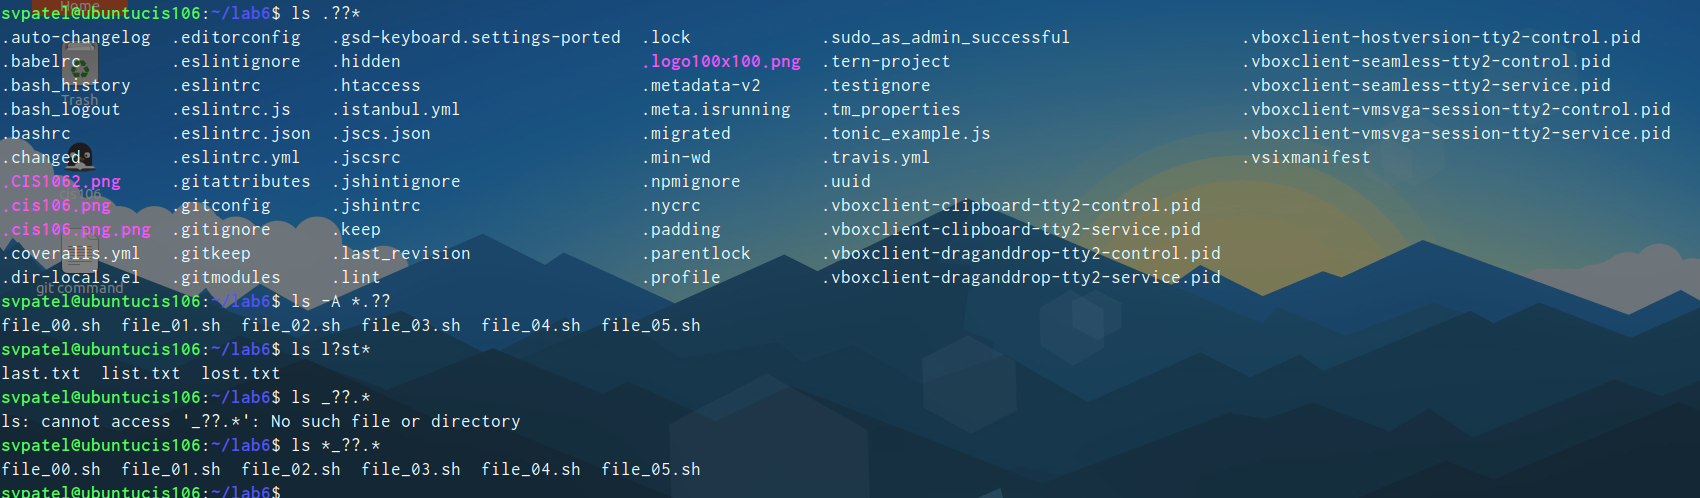 Home
svpatel@ubuntucis106:~/lab6$ ls .??*
.auto-changelog .editorconfig .gsd-keyboard.settings-ported .lock .sudo_as_admin_successful .vboxclient-hostversion-tty2-control.pid
.babelrc .eslintignore .hidden .logo100x100.png .tern-project .vboxclient-seamless-tty2-control.pid
.bash_history .eslintrc .htaccess .metadata-v2 .testignore .vboxclient-seamless-tty2-service.pid
Trash
.bash_logout .eslintrc.js .istanbul.yml .meta.isrunning .tm_properties .vboxclient-vmsvga-session-tty2-control.pid
.bashrc .eslintrc.json .jscs.json .migrated .tonic_example.js .vboxclient-vmsvga-session-tty2-service.pid
.changed .eslintrc.yml .jscsrc .min-wd .travis.yml .vsixmanifest
.CIS1062.png .gitattributes .jshintignore .npmignore .uuid
cis106
.cis106.png .gitconfig .jshintrc .nycrc .vboxclient-clipboard-tty2-control.pid
.cis106.png.png .gitignore .keep .padding .vboxclient-clipboard-tty2-service.pid
.coveralls.yml .gitkeep .last_revision .parentlock .vboxclient-draganddrop-tty2-control.pid
.dir-locals.el .gitmodules .lint .profile .vboxclient-draganddrop-tty2-service.pid
git command
svpatel@ubuntucis106:~/lab6$ ls -A *.??
file_00.sh file_01.sh file_02.sh file_03.sh file_04.sh file_05.sh
svpatel@ubuntucis106:~/lab6$ ls l?st*
last.txt list.txt lost.txt
svpatel@ubuntucis106:~/lab6$ ls _??.*
ls: cannot access '_??.*': No such file or directory
svpatel@ubuntucis106:~/lab6$ ls *_??.*
file_00.sh file_01.sh file_02.sh file_03.sh file_04.sh file_05.sh
svpatel@ubuntucis106:~/lab6$